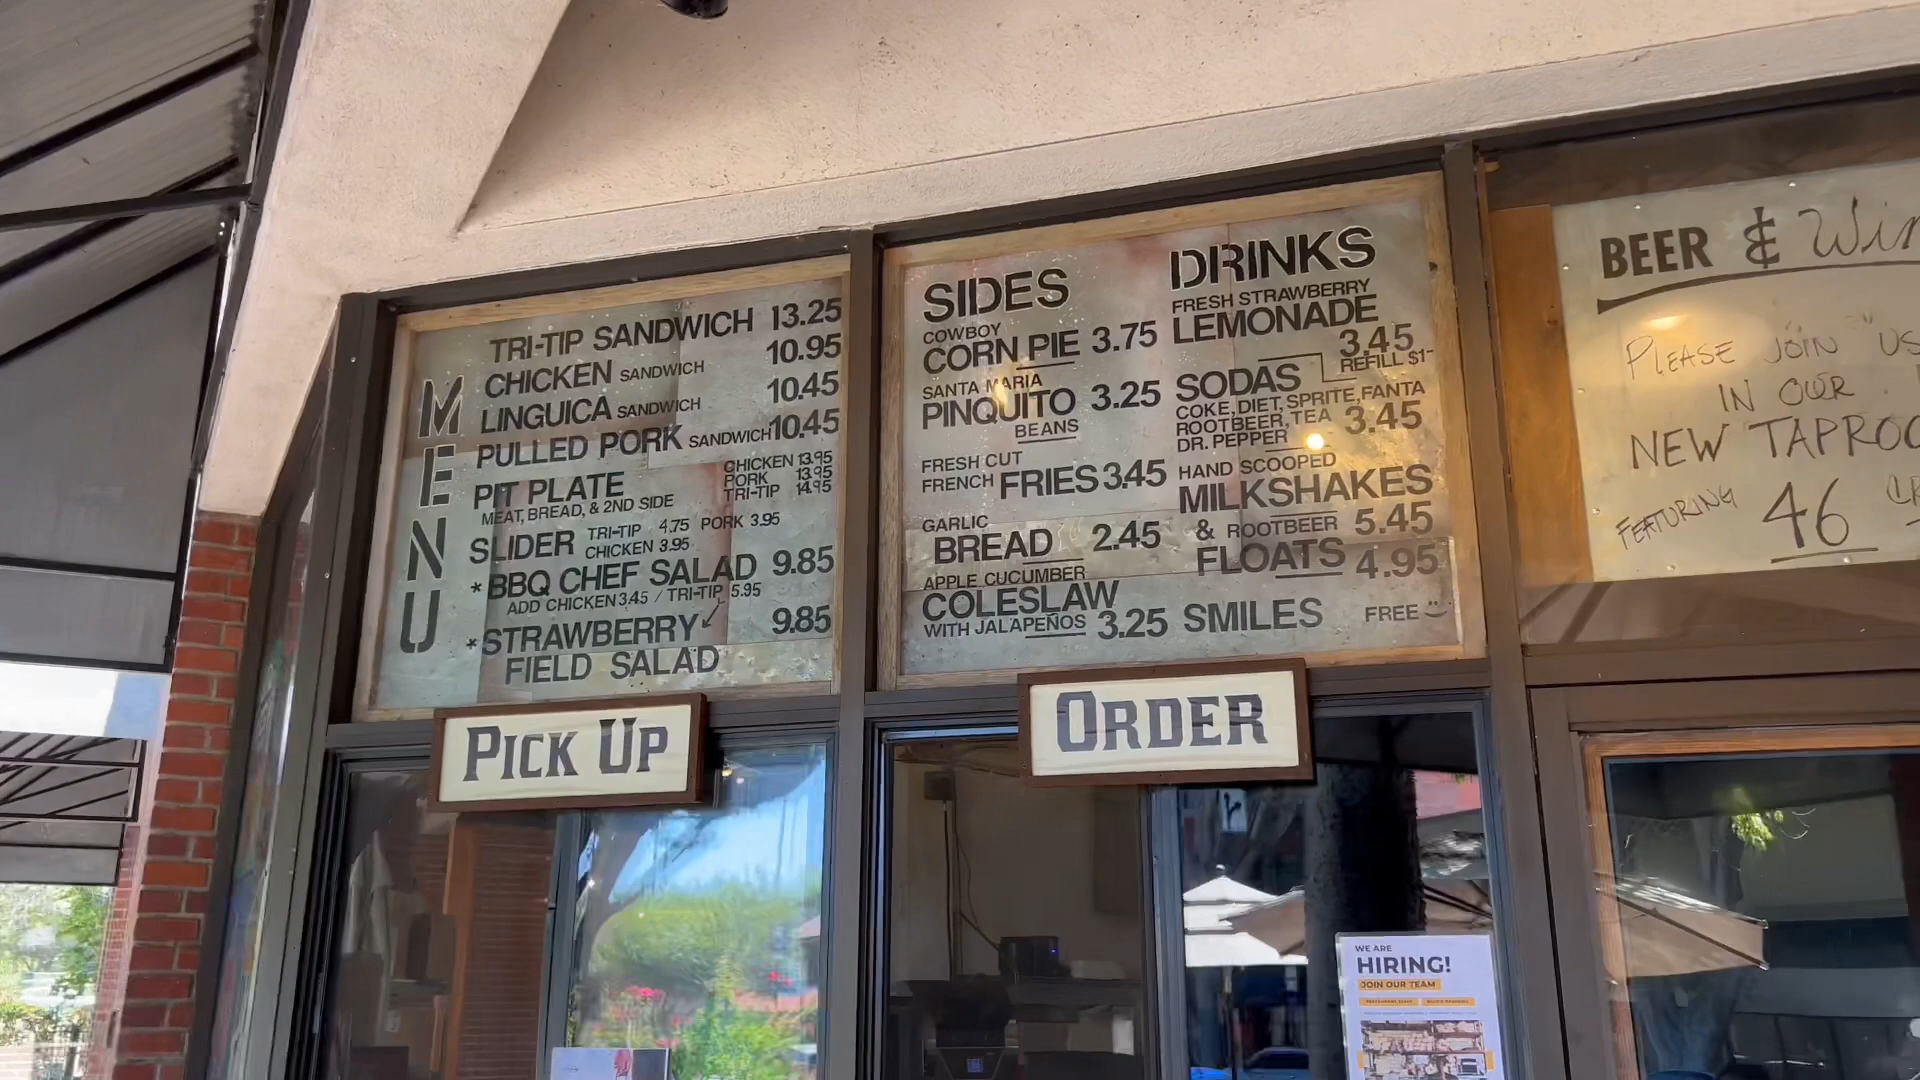 MENU
TRI-TIP SANDWICH 13.25
CHICKEN SANDWICH 10.95
LINGUICA SANDWICH 10.45
PULLED PORK SANDWICH 10.45
PIT PLATE CHICKEN 13.95
MEAT, BREAD, & 2ND SIDE PORK 13.95
TRI-TIP 14.95
SLIDER TRI-TIP 4.75 PORK 3.95
CHICKEN 3.95
*BBQ CHEF SALAD 9.85
ADD CHICKEN 3.45 / TRI-TIP 5.95
*STRAWBERRY 9.85
FIELD SALAD
SIDES
COWBOY
CORN PIE 3.75
SANTA MARIA
PINQUITO 3.25
BEANS
FRESH CUT
FRENCH FRIES 3.45
GARLIC
BREAD 2.45
APPLE CUCUMBER
COLESLAW
WITH JALAPEÑOS 3.25
DRINKS
FRESH STRAWBERRY
LEMONADE
3.45
REFILL $1-
SODAS
COKE, DIET, SPRITE, FANTA
ROOTBEER, TEA 3.45
DR. PEPPER
HAND SCOOPED
MILKSHAKES
& ROOTBEER 5.45
FLOATS 4.95
SMILES FREE
BEER &
PLEASE JOIN US
IN OUR
NEW
FEATURING 46
PICK UP
ORDER
WE ARE
HIRING!
JOIN OUR TEAM